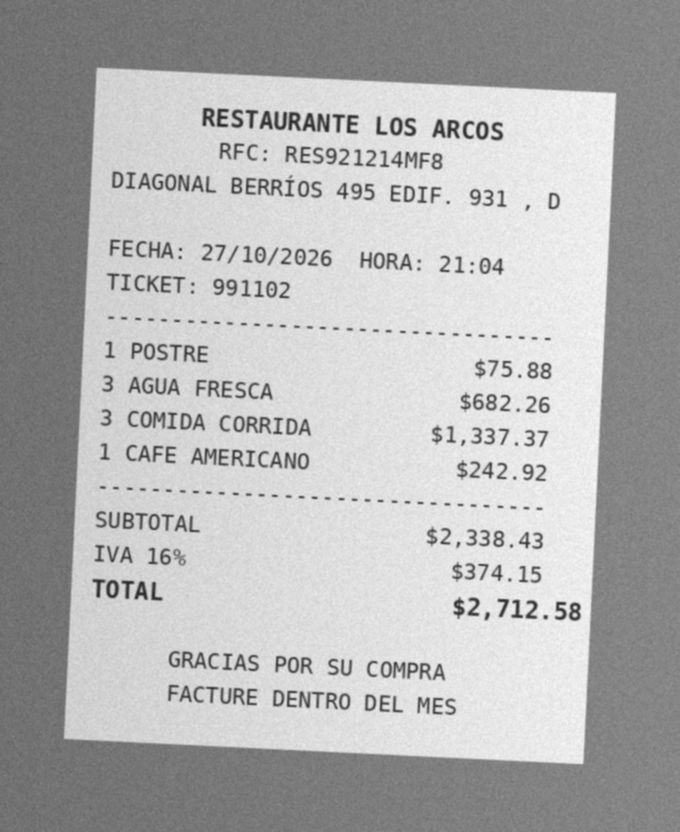 RESTAURANTE LOS ARCOS
RFC: RES921214MF8
DIAGONAL BERRÍOS 495 EDIF. 931 , D
FECHA: 27/10/2026 HORA: 21:04
TICKET: 991102
-----------------------------------
1 POSTRE $75.88
3 AGUA FRESCA $682.26
3 COMIDA CORRIDA $1,337.37
1 CAFE AMERICANO $242.92
-----------------------------------
SUBTOTAL $2,338.43
IVA 16% $374.15
TOTAL $2,712.58
GRACIAS POR SU COMPRA
FACTURE DENTRO DEL MES